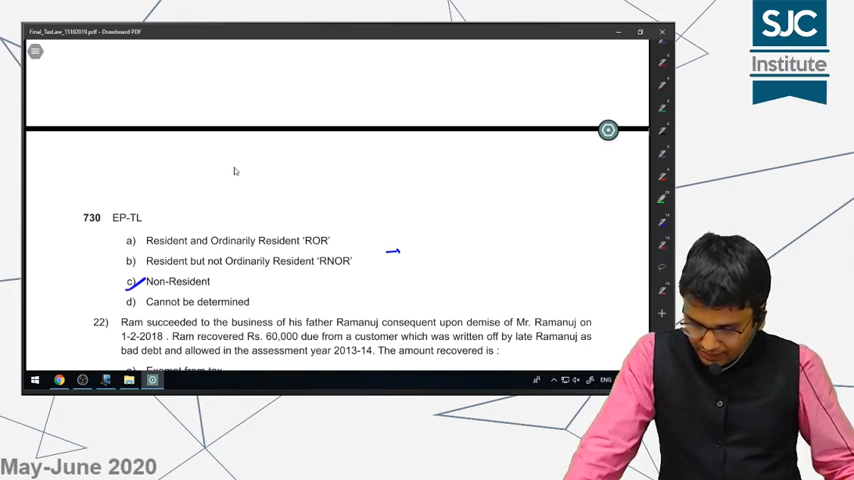 Final_TaxLaw_15102019.pdf - Drawboard PDF
SJC
Institute
730 EP-TL
a) Resident and Ordinarily Resident ‘ROR’
b) Resident but not Ordinarily Resident ‘RNOR’
c) Non-Resident
d) Cannot be determined
22) Ram succeeded to the business of his father Ramanuj consequent upon demise of Mr. Ramanuj on
1-2-2018 . Ram recovered Rs. 60,000 due from a customer which was written off by late Ramanuj as
bad debt and allowed in the assessment year 2013-14. The amount recovered is :
a) Exempt from tax
ENG
May-June 2020